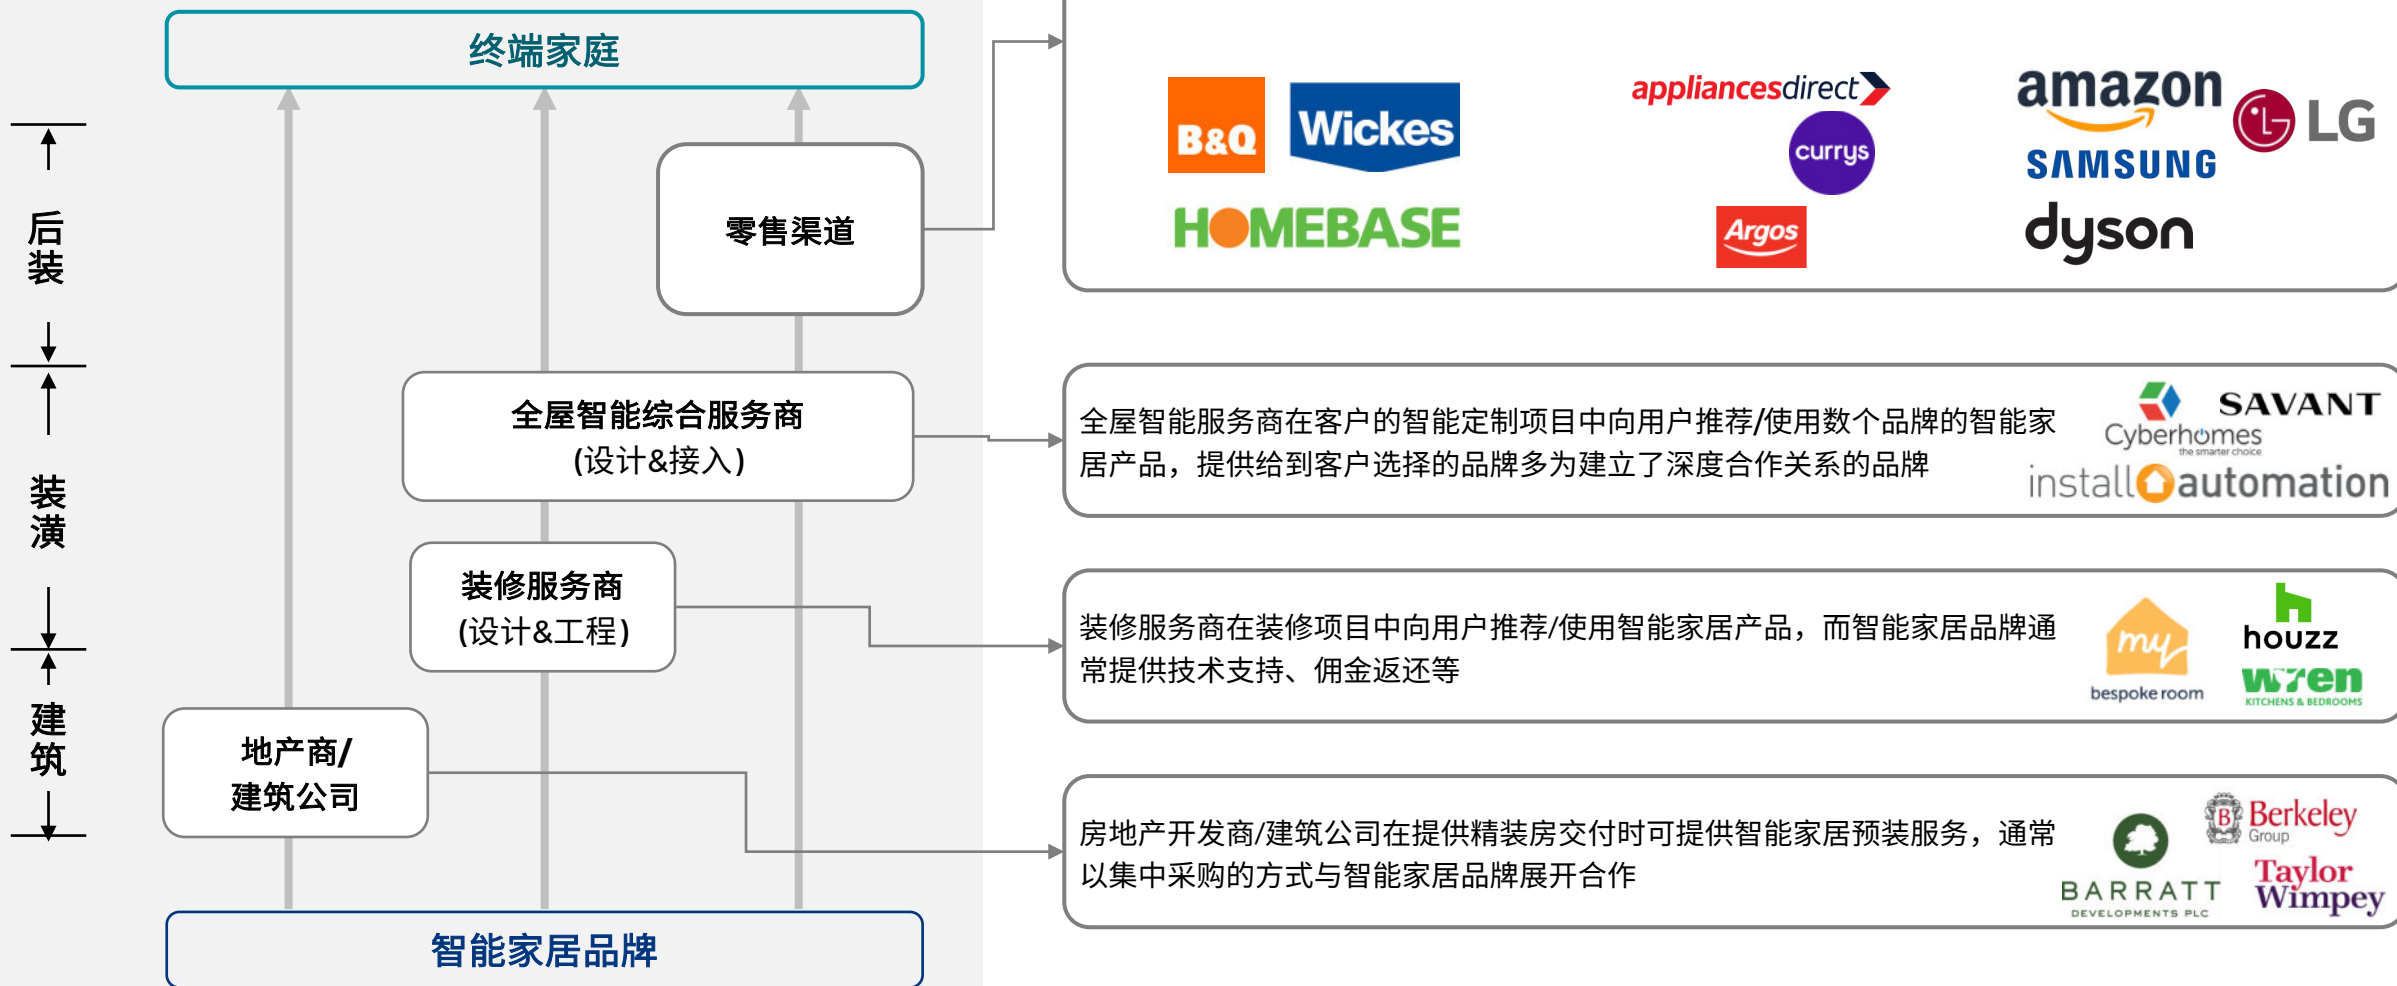 终端家庭
后装
装潢
建筑
零售渠道
全屋智能综合服务商
(设计&接入)
装修服务商
(设计&工程)
地产商/
建筑公司
智能家居品牌
B&Q
Wickes
HOMEBASE
appliancesdirect
currys
Argos
amazon
LG
SAMSUNG
dyson
全屋智能服务商在客户的智能定制项目中向用户推荐/使用数个品牌的智能家
居产品，提供给到客户选择的品牌多为建立了深度合作关系的品牌
Cyberhomes
the smarter choice
SAVANT
installautomation
装修服务商在装修项目中向用户推荐/使用智能家居产品，而智能家居品牌通
常提供技术支持、佣金返还等
my
bespoke room
houzz
wren
KITCHENS & BEDROOMS
房地产开发商/建筑公司在提供精装房交付时可提供智能家居预装服务，通常
以集中采购的方式与智能家居品牌展开合作
BARRATT
DEVELOPMENTS PLC
B
Berkeley
Group
Taylor
Wimpey